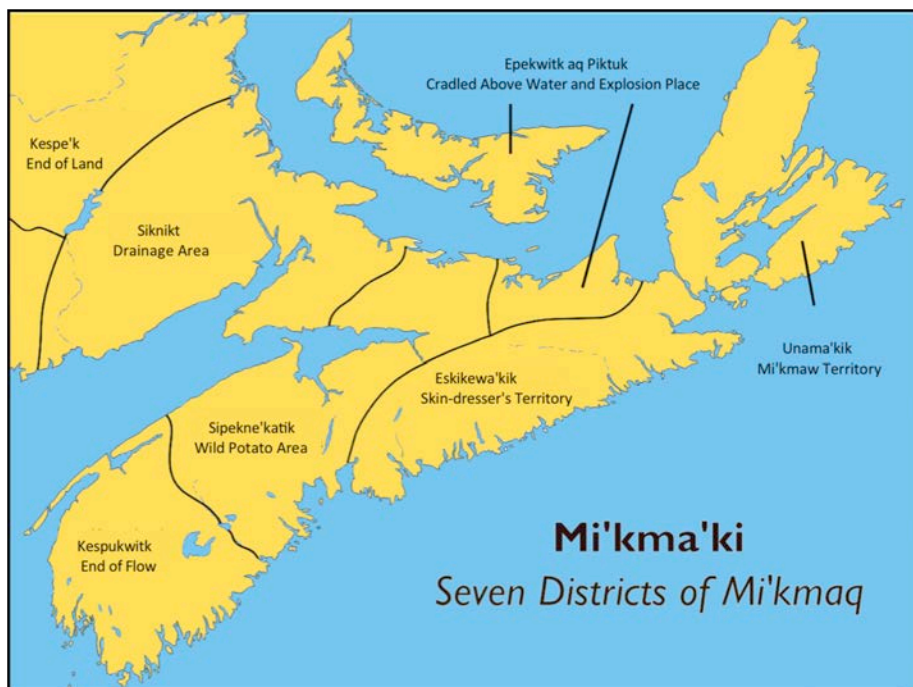 Epekwitk aq Piktuk
Cradled Above Water and Explosion Place
Kespe'k
End of Land
Siknikt
Drainage Area
Unama'kik
Mi'kmaw Territory
Eskikewa'kik
Skin-dresser's Territory
Sipekne'katik
Wild Potato Area
Kespukwitk
End of Flow
Mi'kma'ki
Seven Districts of Mi'kmaq